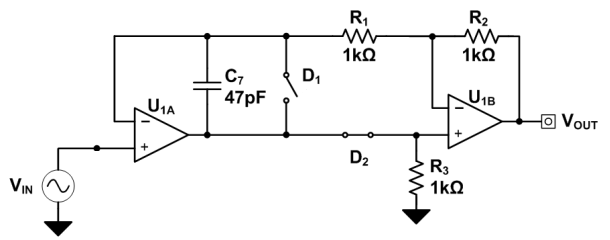 R1
1kΩ
R2
1kΩ
C7
47pF
D1
U1A
−
+
U1B
−
+
VOUT
D2
R3
1kΩ
VIN